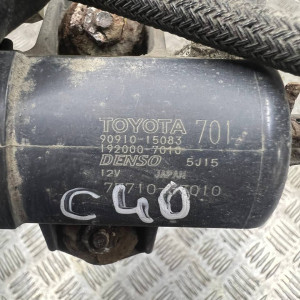 TOYOTA 701
90910-15083
192000-7010
DENSO 5J15
12V JAPAN
C40